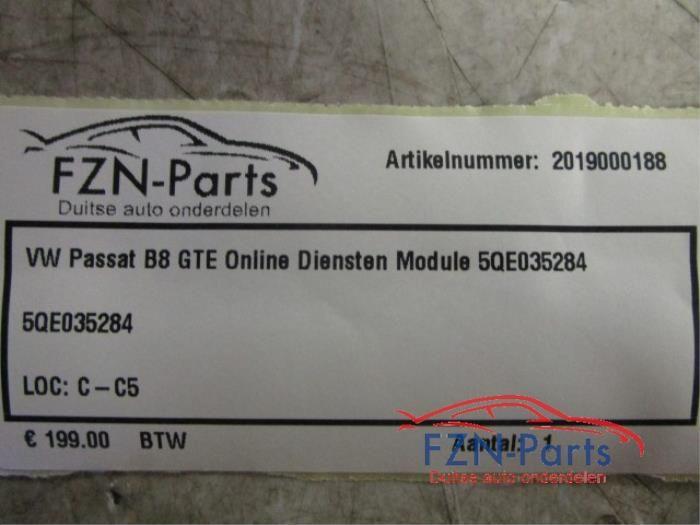 FZN-Parts
Duitse auto onderdelen
Artikelnummer: 2019000188
VW Passat B8 GTE Online Diensten Module 5QE035284
5QE035284
LOC: C-C5
€ 199.00 BTW
Aantal: 1
FZN-Parts
Duitse auto onderdelen